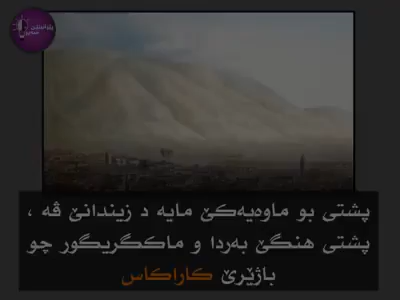 پشتی بو ماوەیەکێ مایە د زیندانێ ڤە ،
پشتی هنگێ بەردا و ماکگریگور چو
باژێرێ کاراکاس